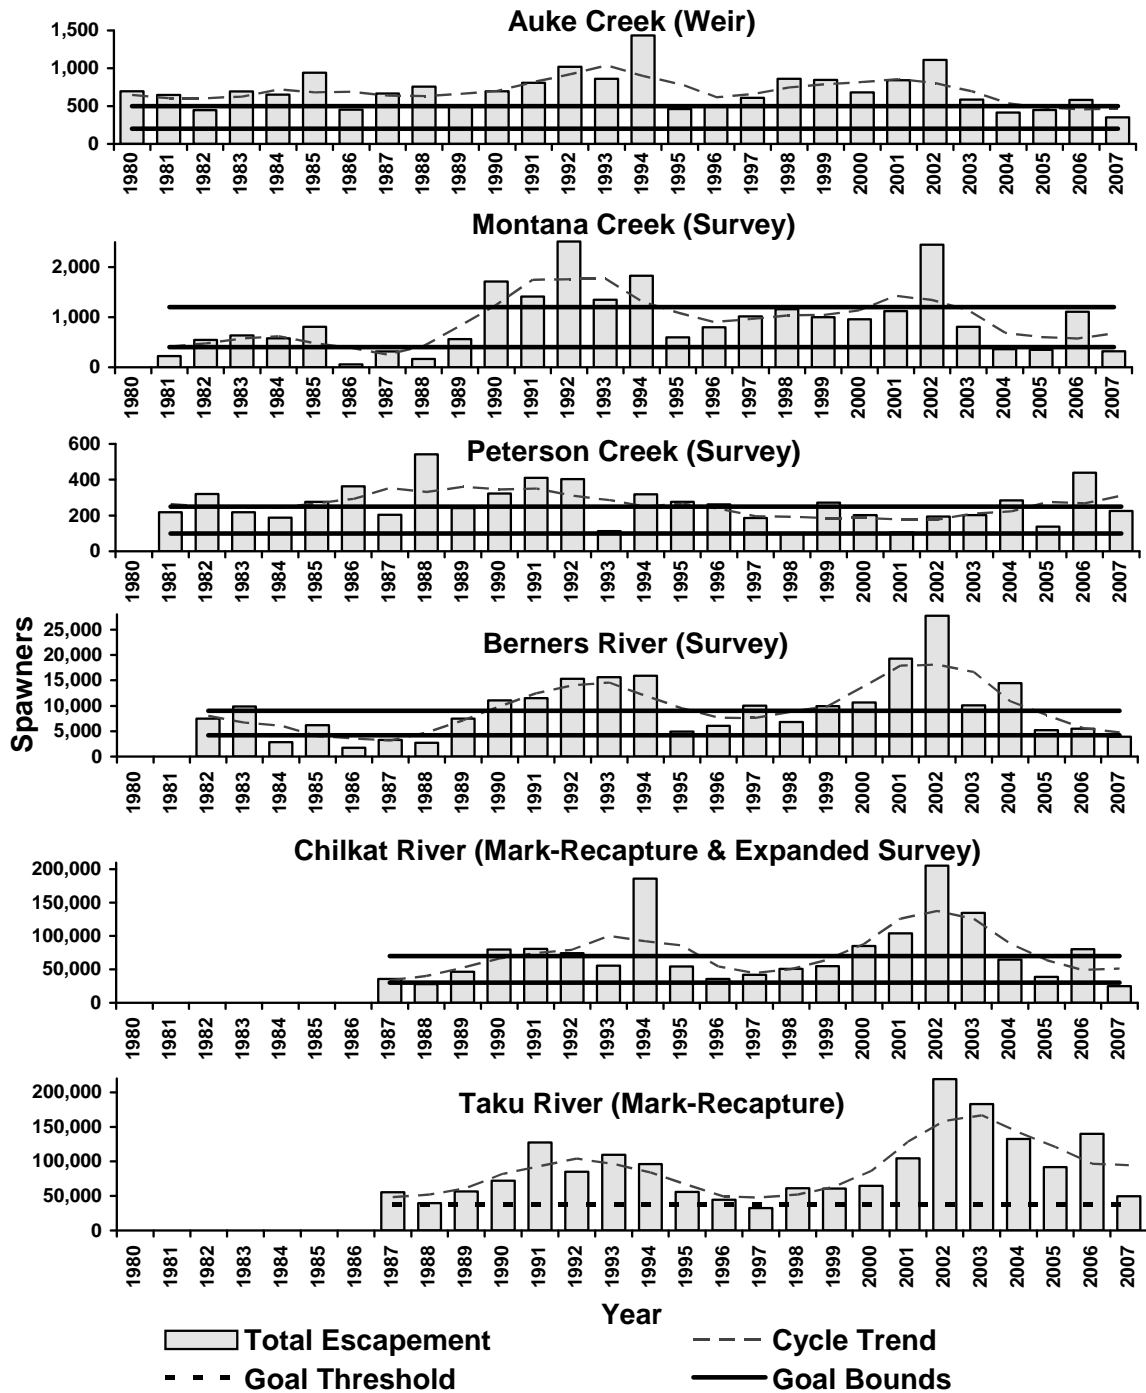 Auke Creek (Weir)
1,500
1,000
500
0
1980 1981 1982 1983 1984 1985 1986 1987 1988 1989 1990 1991 1992 1993 1994 1995 1996 1997 1998 1999 2000 2001 2002 2003 2004 2005 2006 2007
Montana Creek (Survey)
2,000
1,000
0
1980 1981 1982 1983 1984 1985 1986 1987 1988 1989 1990 1991 1992 1993 1994 1995 1996 1997 1998 1999 2000 2001 2002 2003 2004 2005 2006 2007
Peterson Creek (Survey)
600
400
200
0
1980 1981 1982 1983 1984 1985 1986 1987 1988 1989 1990 1991 1992 1993 1994 1995 1996 1997 1998 1999 2000 2001 2002 2003 2004 2005 2006 2007
Spawners
Berners River (Survey)
25,000
20,000
15,000
10,000
5,000
0
1980 1981 1982 1983 1984 1985 1986 1987 1988 1989 1990 1991 1992 1993 1994 1995 1996 1997 1998 1999 2000 2001 2002 2003 2004 2005 2006 2007
Chilkat River (Mark-Recapture & Expanded Survey)
200,000
150,000
100,000
50,000
0
1980 1981 1982 1983 1984 1985 1986 1987 1988 1989 1990 1991 1992 1993 1994 1995 1996 1997 1998 1999 2000 2001 2002 2003 2004 2005 2006 2007
Taku River (Mark-Recapture)
200,000
150,000
100,000
50,000
0
1980 1981 1982 1983 1984 1985 1986 1987 1988 1989 1990 1991 1992 1993 1994 1995 1996 1997 1998 1999 2000 2001 2002 2003 2004 2005 2006 2007
Year
Total Escapement Cycle Trend
Goal Threshold Goal Bounds